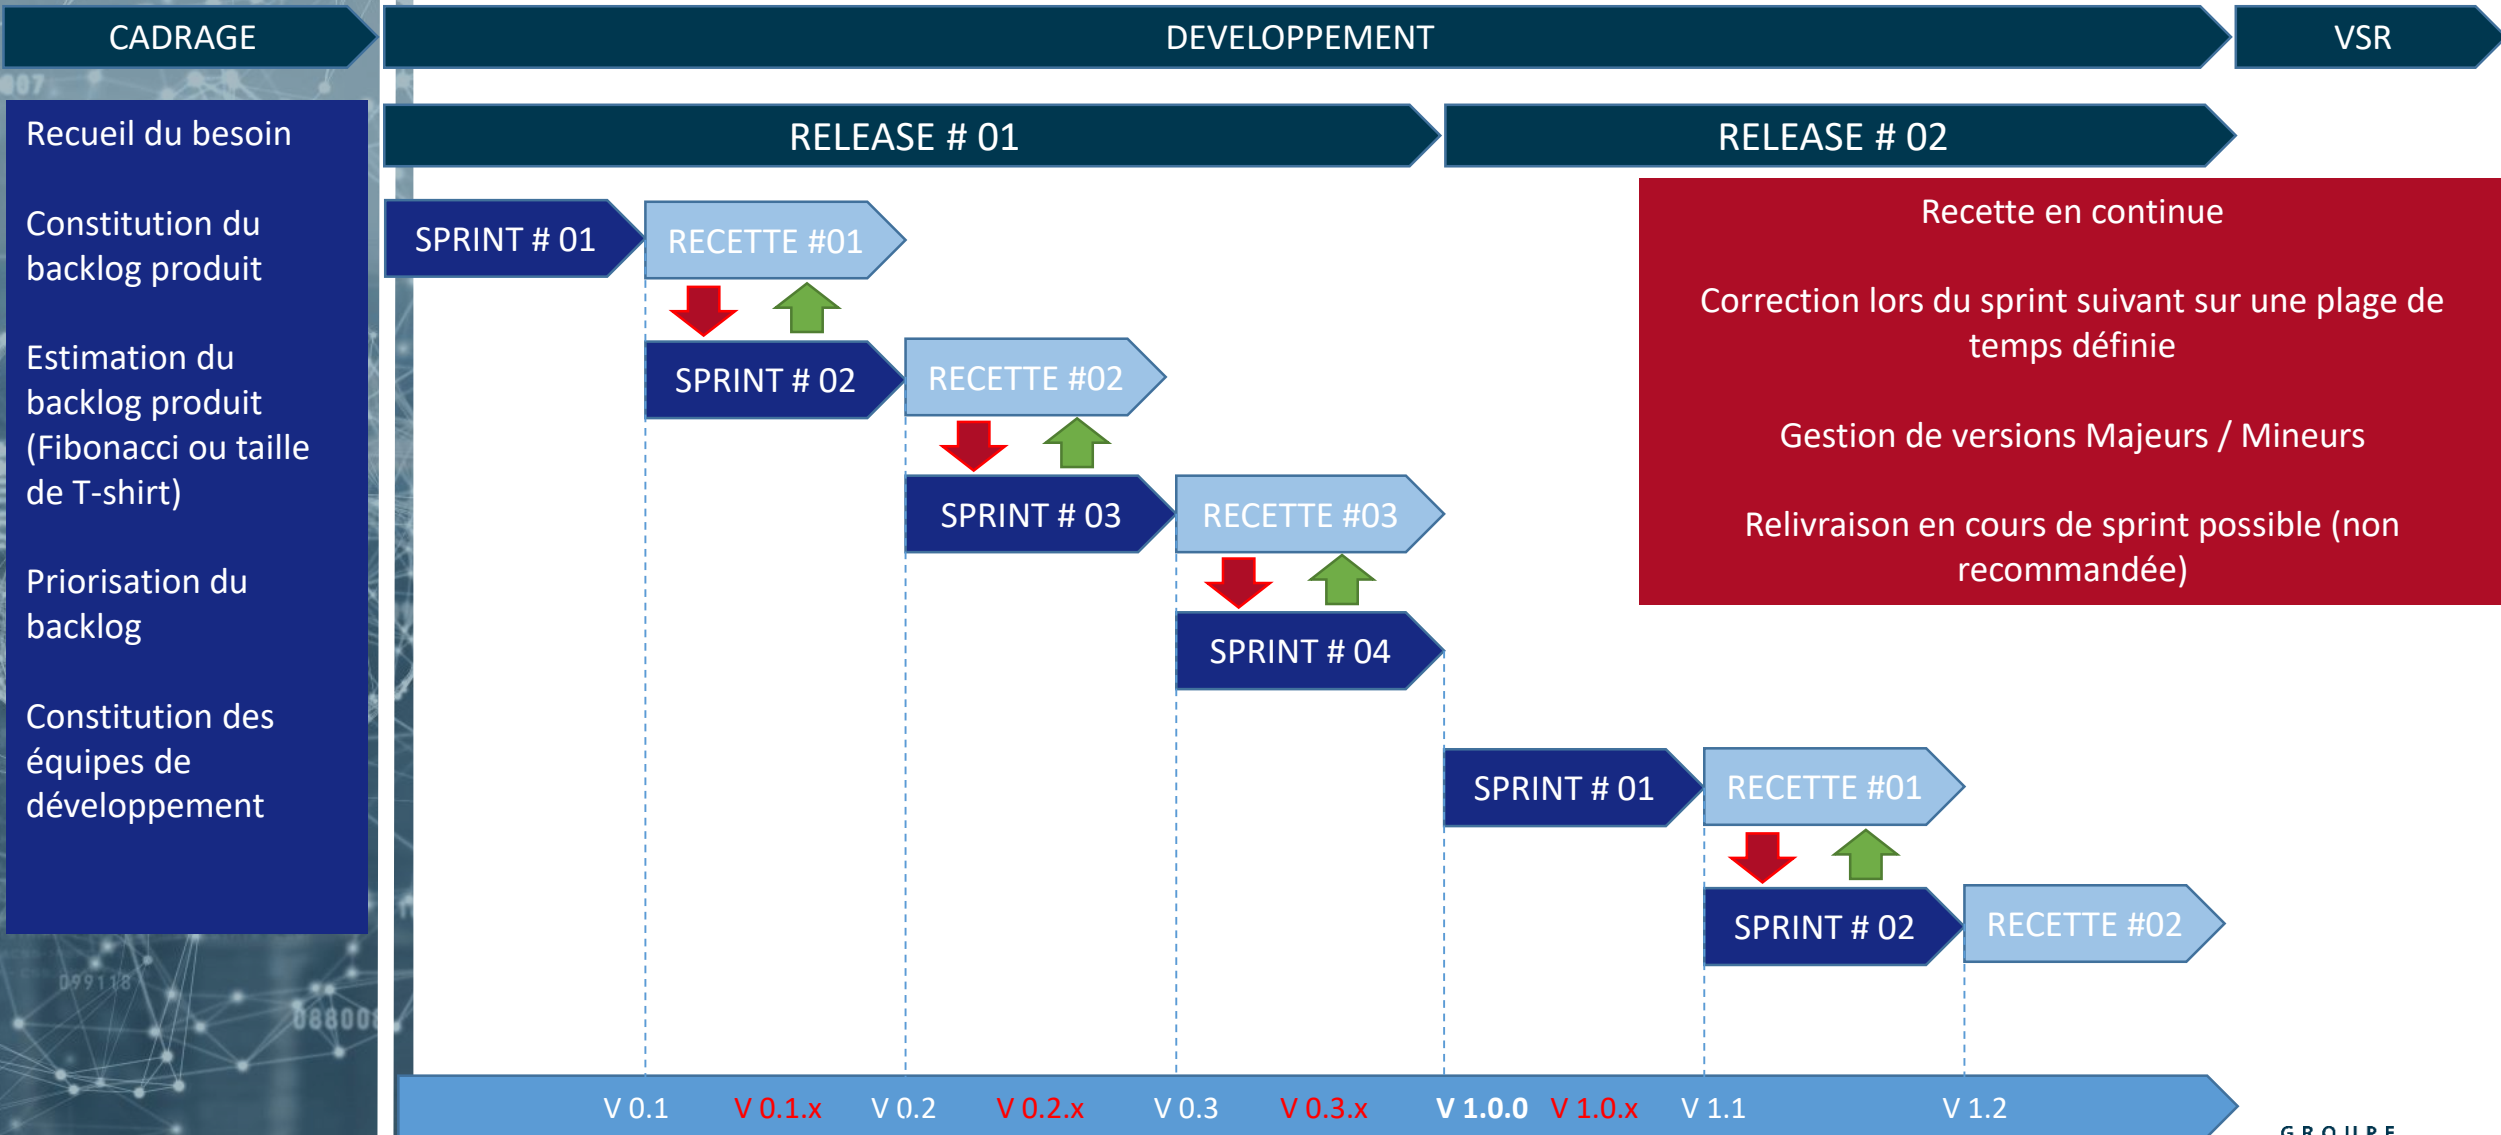 CADRAGE
DEVELOPPEMENT
VSR
007
RELEASE # 01
RELEASE # 02
Recueil du besoin
Constitution du
backlog produit
Estimation du
backlog produit
(Fibonacci ou taille
de T-shirt)
Priorisation du
backlog
Constitution des
équipes de
développement
SPRINT # 01
RECETTE #01
SPRINT # 02
RECETTE #02
SPRINT # 03
RECETTE #03
SPRINT # 04
Recette en continue
Correction lors du sprint suivant sur une plage de
temps définie
Gestion de versions Majeurs / Mineurs
Relivraison en cours de sprint possible (non
recommandée)
SPRINT # 01
RECETTE #01
SPRINT # 02
RECETTE #02
099118
08800
V 0.1
V 0.1.x
V 0.2
V 0.2.x
V 0.3
V 0.3.x
V 1.0.0
V 1.0.x
V 1.1
V 1.2
GROUPE